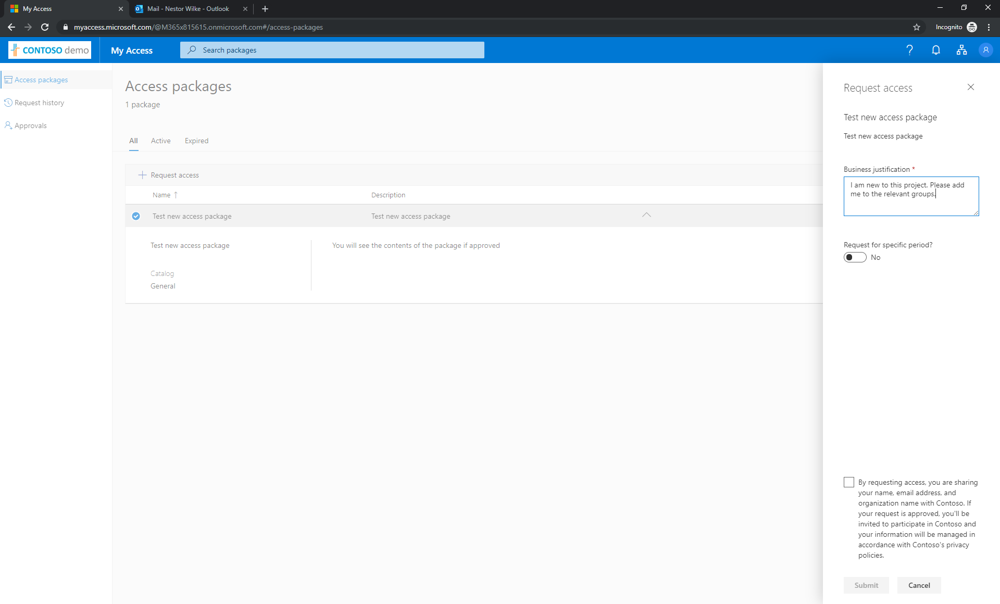 My Access
Mail - Nestor Wilke - Outlook
myaccess.microsoft.com/@M365x815615.onmicrosoft.com#/access-packages
Incognito
CONTOSO demo
My Access
Search packages
Access packages
Request history
Approvals
Access packages
1 package
All
Active
Expired
Request access
Name ↑
Description
Test new access package
Test new access package
Test new access package
You will see the contents of the package if approved
Catalog
General
Request access
Test new access package
Test new access package
Business justification *
I am new to this project. Please add
me to the relevant groups.
Request for specific period?
No
By requesting access, you are sharing
your name, email address, and
organization name with Contoso. If
your request is approved, you'll be
invited to participate in Contoso and
your information will be managed in
accordance with Contoso's privacy
policies.
Submit
Cancel